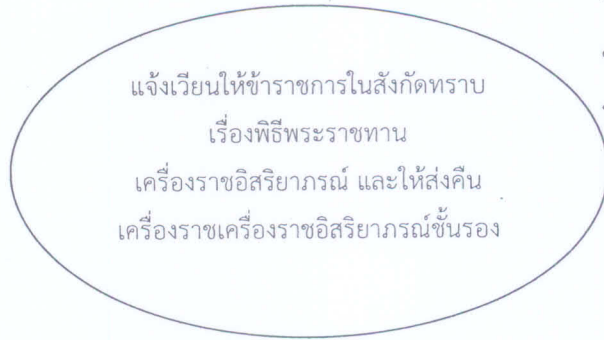 แจ้งเวียนให้ข้าราชการในสังกัดทราบ
เรื่องพิธีพระราชทาน
เครื่องราชอิสริยาภรณ์ และให้ส่งคืน
เครื่องราชเครื่องราชอิสริยาภรณ์ชั้นรอง